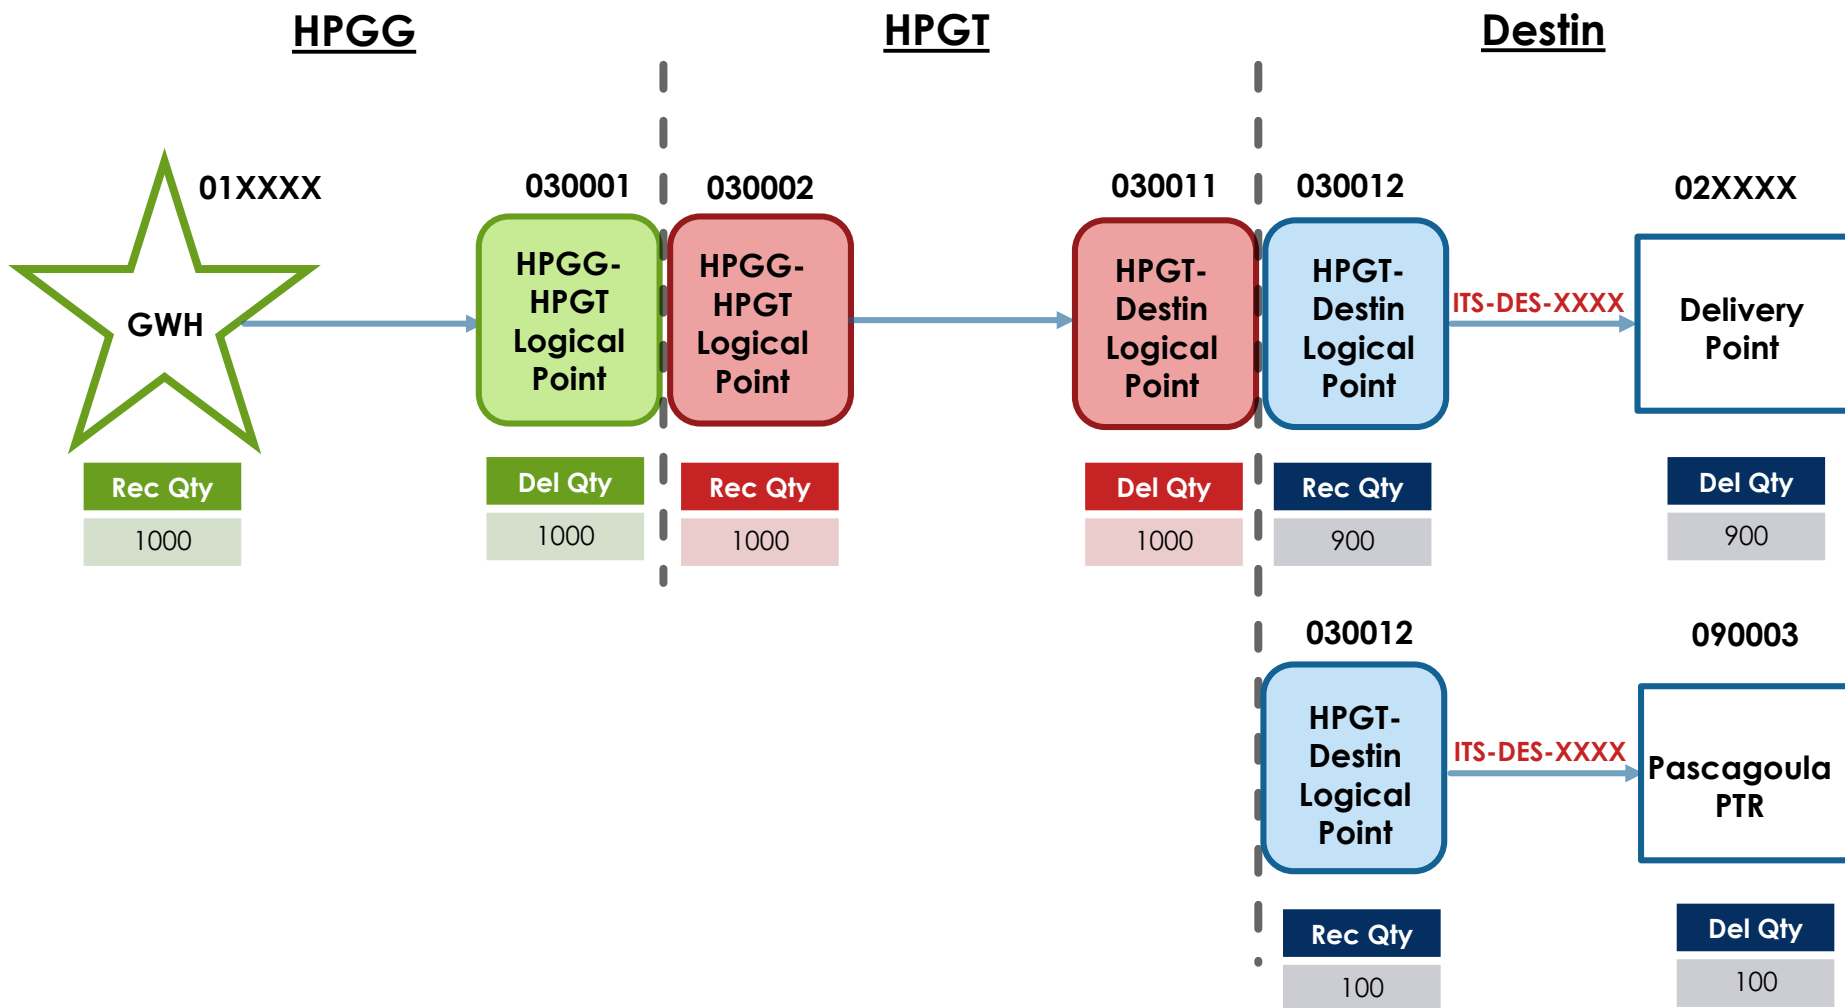 HPGG
HPGT
Destin
01XXXX
030001
030002
030011
030012
02XXXX
GWH
HPGG-
HPGT
Logical
Point
HPGG-
HPGT
Logical
Point
HPGT-
Destin
Logical
Point
HPGT-
Destin
Logical
Point
ITS-DES-XXXX
Delivery
Point
Rec Qty
1000
Del Qty
1000
Rec Qty
1000
Del Qty
1000
Rec Qty
900
Del Qty
900
030012
090003
HPGT-
Destin
Logical
Point
ITS-DES-XXXX
Pascagoula
PTR
Rec Qty
100
Del Qty
100